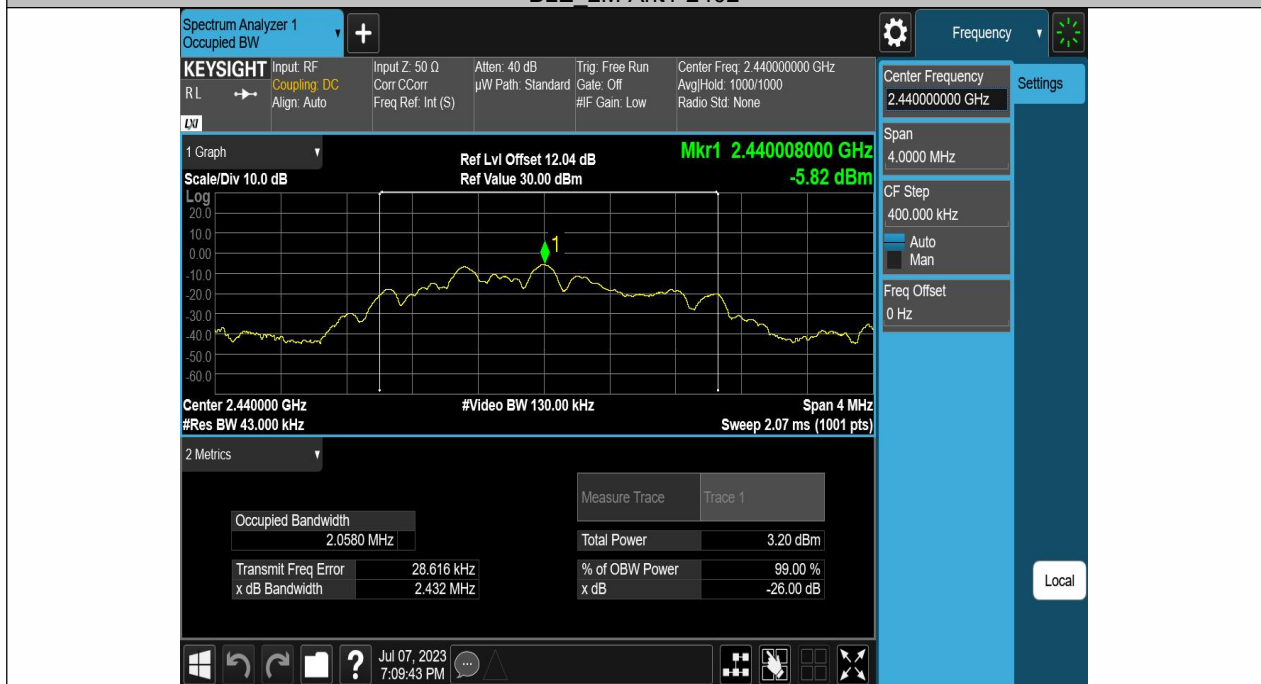 Spectrum Analyzer 1
Occupied BW
+
Frequency
KEYSIGHT
RL
LXI
Input: RF
Coupling: DC
Align: Auto
Input Z: 50 Ω
Corr CCorr
Freq Ref: Int (S)
Atten: 40 dB
µW Path: Standard
Trig: Free Run
Gate: Off
#IF Gain: Low
Center Freq: 2.440000000 GHz
Avg|Hold: 1000/1000
Radio Std: None
Center Frequency
2.440000000 GHz
Settings
Span
4.0000 MHz
CF Step
400.000 kHz
Auto
Man
Freq Offset
0 Hz
Local
1 Graph
Ref Lvl Offset 12.04 dB
Mkr1 2.440008000 GHz
Scale/Div 10.0 dB
Ref Value 30.00 dBm
-5.82 dBm
Log
20.0
10.0
0.00
-10.0
-20.0
-30.0
-40.0
-50.0
-60.0
1
Center 2.440000 GHz
#Video BW 130.00 kHz
Span 4 MHz
#Res BW 43.000 kHz
Sweep 2.07 ms (1001 pts)
2 Metrics
Measure Trace
Trace 1
Occupied Bandwidth
2.0580 MHz
Total Power
3.20 dBm
Transmit Freq Error
28.616 kHz
% of OBW Power
99.00 %
x dB Bandwidth
2.432 MHz
x dB
-26.00 dB
?
Jul 07, 2023
7:09:43 PM